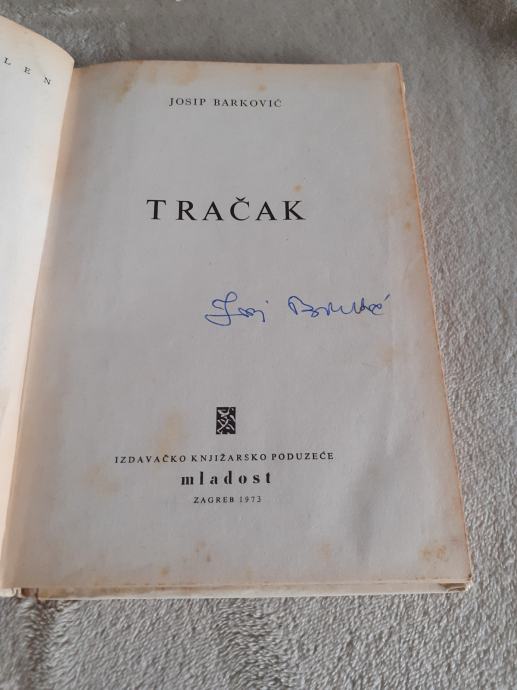 L E N
JOSIP BARKOVIĆ
TRAČAK
IZDAVAČKO KNJIŽARSKO PODUZEĆE
mladost
ZAGREB 1973